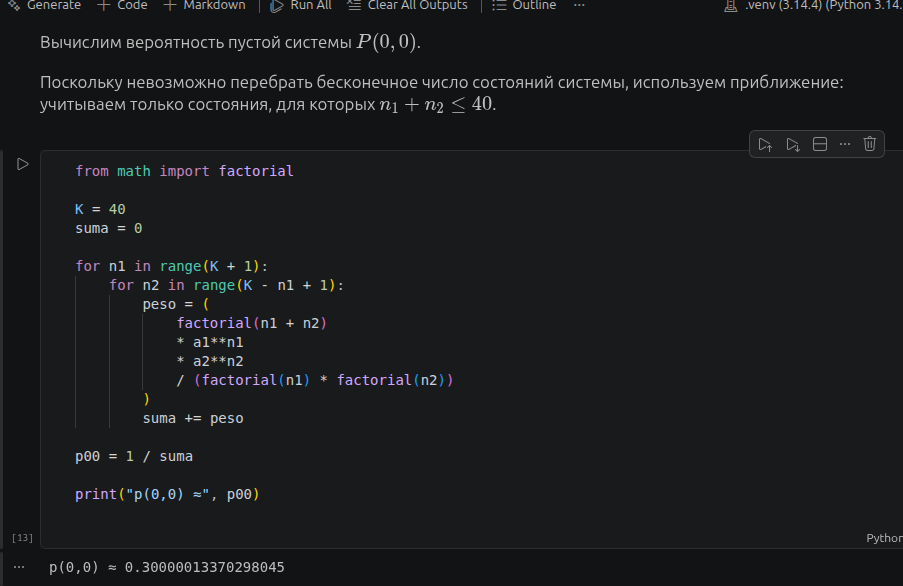 Generate + Code + Markdown Run All Clear All Outputs Outline ... .venv (3.14.4) (Python 3.14.
Вычислим вероятность пустой системы P(0, 0).
Поскольку невозможно перебрать бесконечное число состояний системы, используем приближение:
учитываем только состояния, для которых n₁ + n₂ ≤ 40.
from math import factorial
K = 40
suma = 0
for n1 in range(K + 1):
for n2 in range(K - n1 + 1):
peso = (
factorial(n1 + n2)
* a1**n1
* a2**n2
/ (factorial(n1) * factorial(n2))
)
suma += peso
p00 = 1 / suma
print("p(0,0) ≈", p00)
[13]
Python
... p(0,0) ≈ 0.30000013370298045